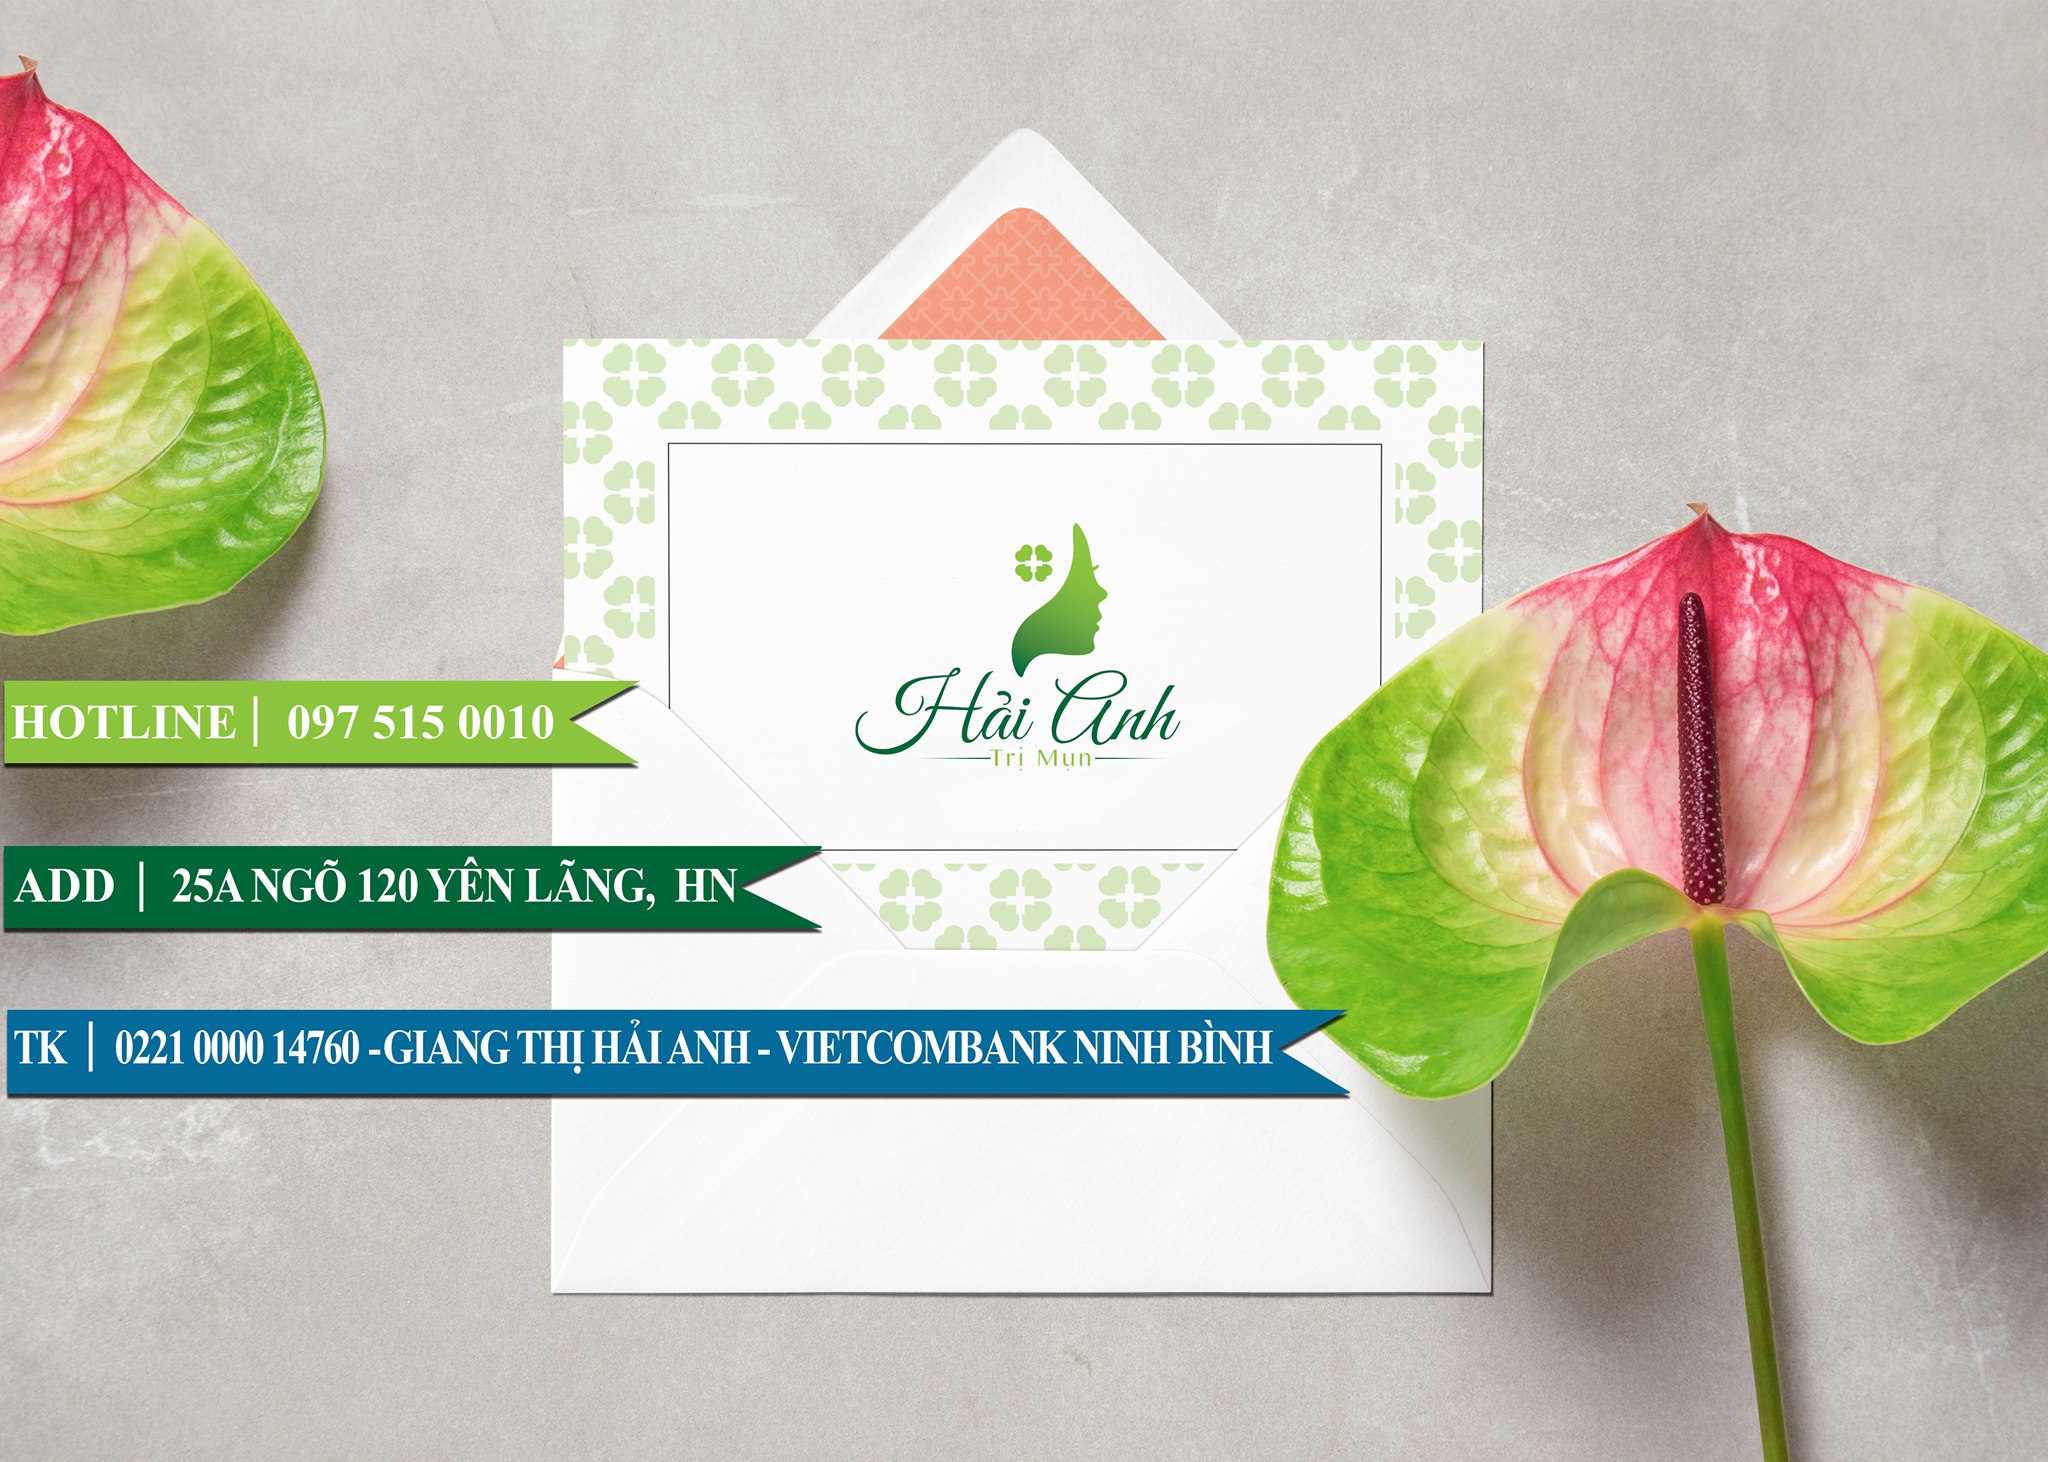 Hải Anh
Trị Mụn
HOTLINE | 097 515 0010
ADD | 25A NGÕ 120 YÊN LÃNG, HN
TK | 0221 0000 14760 - GIANG THỊ HẢI ANH - VIETCOMBANK NINH BÌNH